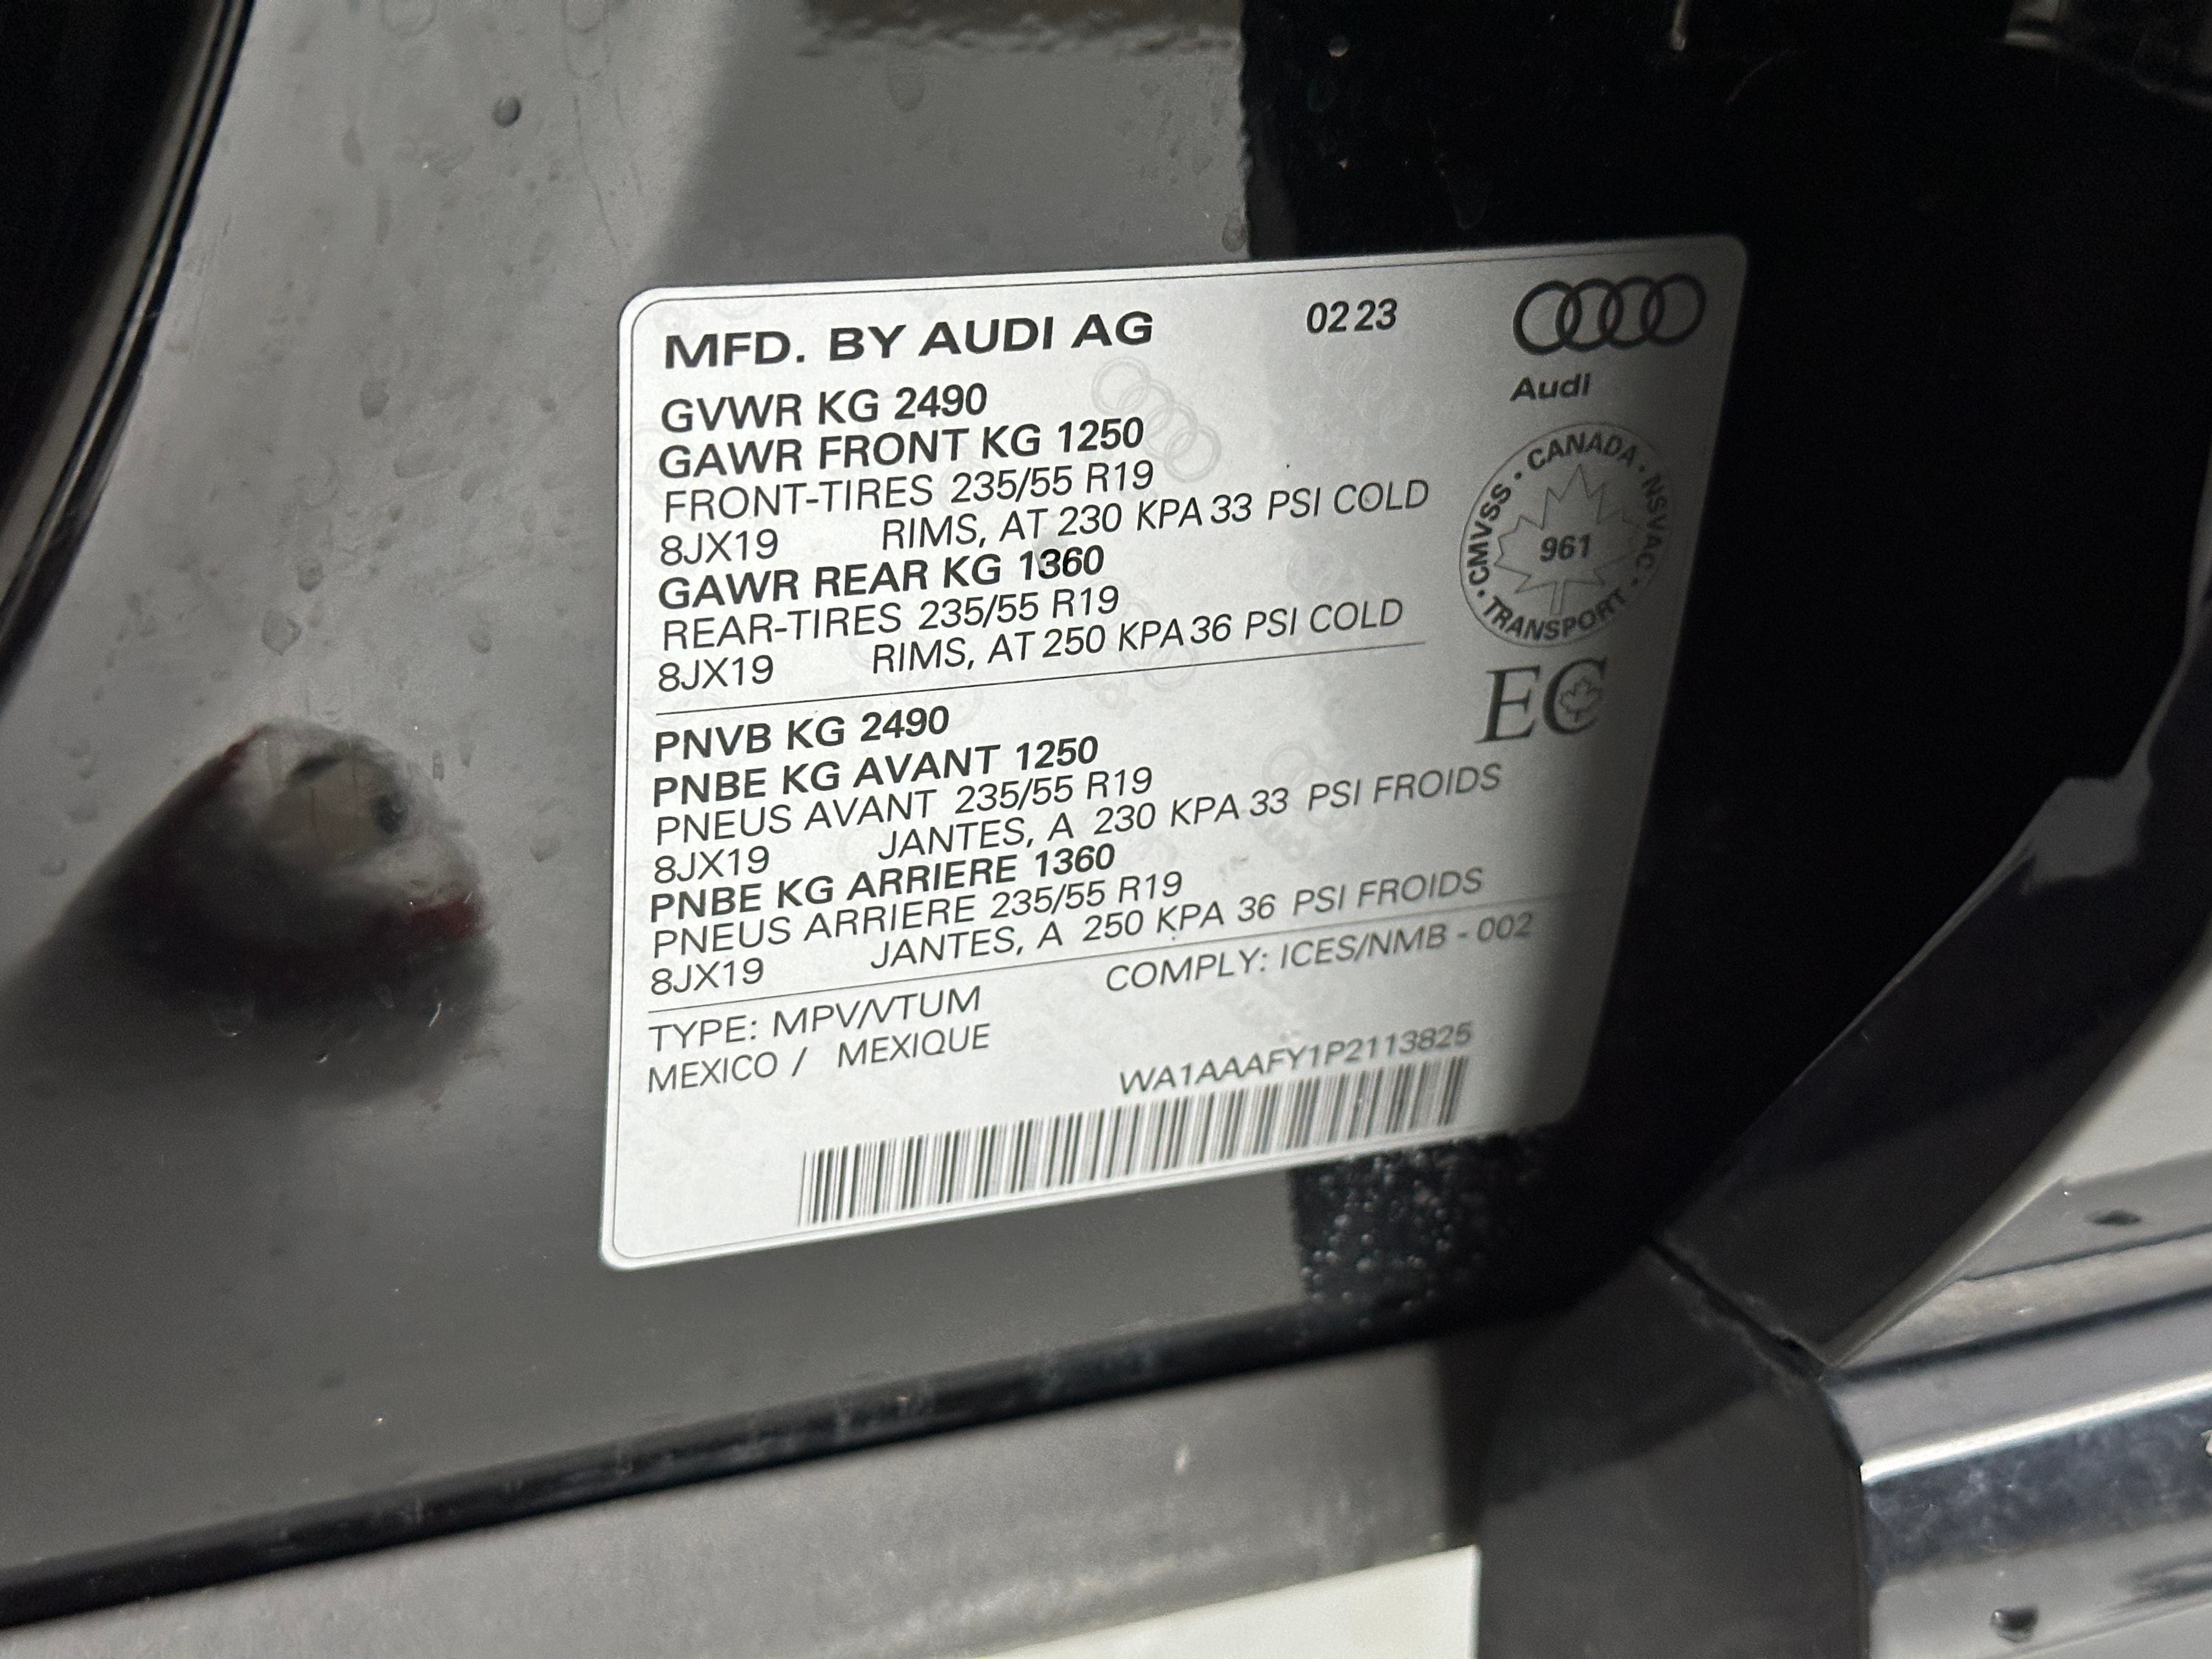 MFD. BY AUDI AG 0223
Audi
GVWR KG 2490
GAWR FRONT KG 1250
FRONT-TIRES 235/55 R19
8JX19 RIMS, AT 230 KPA 33 PSI COLD
GAWR REAR KG 1360
REAR-TIRES 235/55 R19
8JX19 RIMS, AT 250 KPA 36 PSI COLD
CANADA · NSVAC · TRANSPORT · CMVSS ·
961
EC
PNVB KG 2490
PNBE KG AVANT 1250
PNEUS AVANT 235/55 R19
8JX19 JANTES, A 230 KPA 33 PSI FROIDS
PNBE KG ARRIERE 1360
PNEUS ARRIERE 235/55 R19
8JX19 JANTES, A 250 KPA 36 PSI FROIDS
TYPE: MPV/VTUM COMPLY: ICES/NMB - 002
MEXICO / MEXIQUE
WA1AAAFY1P2113825